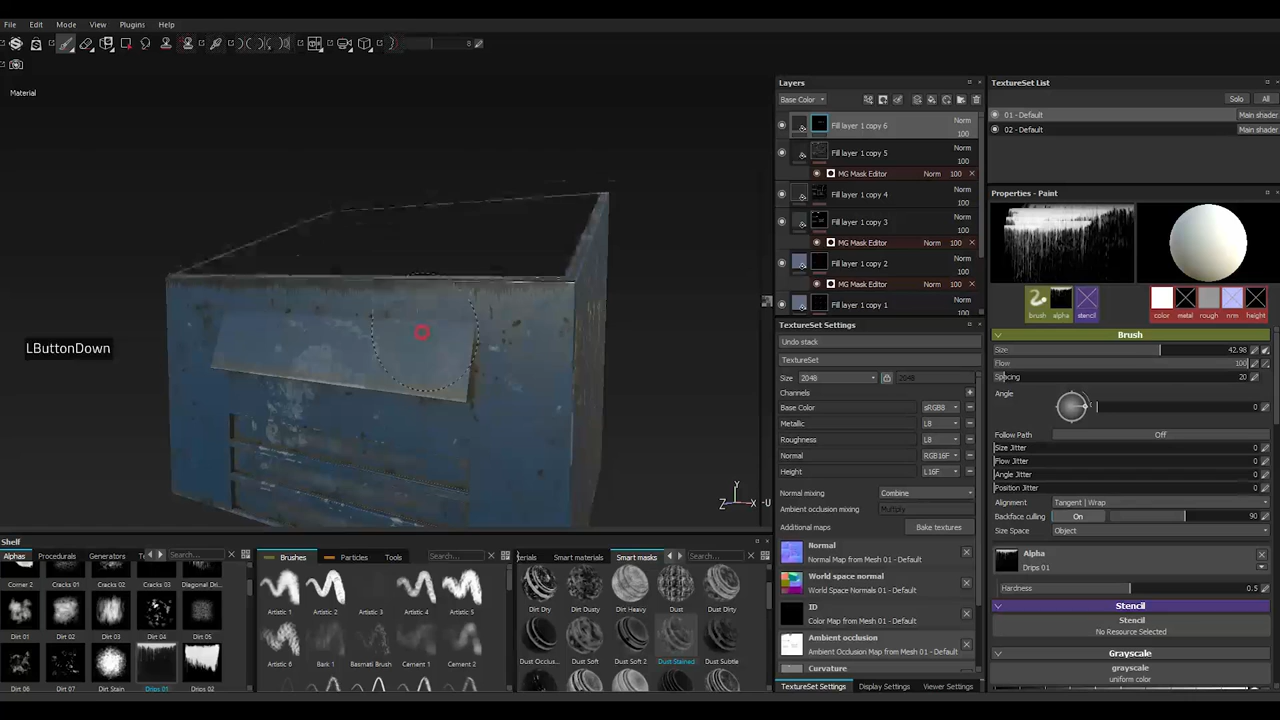 File Edit Mode View Plugins Help
8
Material
LButtonDown
Z X -U
Y
Layers
Base Color
Fill layer 1 copy 6 Norm 100
Fill layer 1 copy 5 Norm 100
MG Mask Editor Norm 100
Fill layer 1 copy 4 Norm 100
Fill layer 1 copy 3 Norm 100
MG Mask Editor Norm 100
Fill layer 1 copy 2 Norm 100
MG Mask Editor Norm 100
Fill layer 1 copy 1 Norm
TextureSet Settings
Undo stack
TextureSet
Size 2048 2048
Channels
Base Color sRGB8
Metallic L8
Roughness L8
Normal RGB16F
Height L16F
Normal mixing Combine
Ambient occlusion mixing Multiply
Additional maps Bake textures
Normal
Normal Map from Mesh 01 - Default
World space normal
World Space Normals 01 - Default
ID
Color Map from Mesh 01 - Default
Ambient occlusion
Ambient Occlusion Map from Mesh 01 - Default
Curvature
TextureSet Settings Display Settings Viewer Settings
TextureSet List
Solo All
01 - Default Main shader
02 - Default Main shader
Properties - Paint
brush alpha stencil color metal rough nrm height
Brush
Size 42.98
Flow 100
Spacing 20
Angle 0
Follow Path Off
Size Jitter 0
Flow Jitter 0
Angle Jitter 0
Position Jitter 0
Alignment Tangent | Wrap
Backface culling On 90
Size Space Object
Alpha
Drips 01
Hardness 0.5
Stencil
Stencil
No Resource Selected
Grayscale
grayscale
uniform color
Shelf
Alphas Procedurals Generators Te Search...
Corner 2 Cracks 01 Cracks 02 Cracks 03 Diagonal Dri...
Dirt 01 Dirt 02 Dirt 03 Dirt 04 Dirt 05
Dirt 06 Dirt 07 Dirt Stain Drips 01 Drips 02
Brushes Particles Tools Search...
Artistic 1 Artistic 2 Artistic 3 Artistic 4 Artistic 5
Artistic 6 Bark 1 Basmati Brush Cement 1 Cement 2
terials Smart materials Smart masks Search...
Dirt Dry Dirt Dusty Dirt Heavy Dust Dust Dirty
Dust Occlus... Dust Soft Dust Soft 2 Dust Stained Dust Subtle